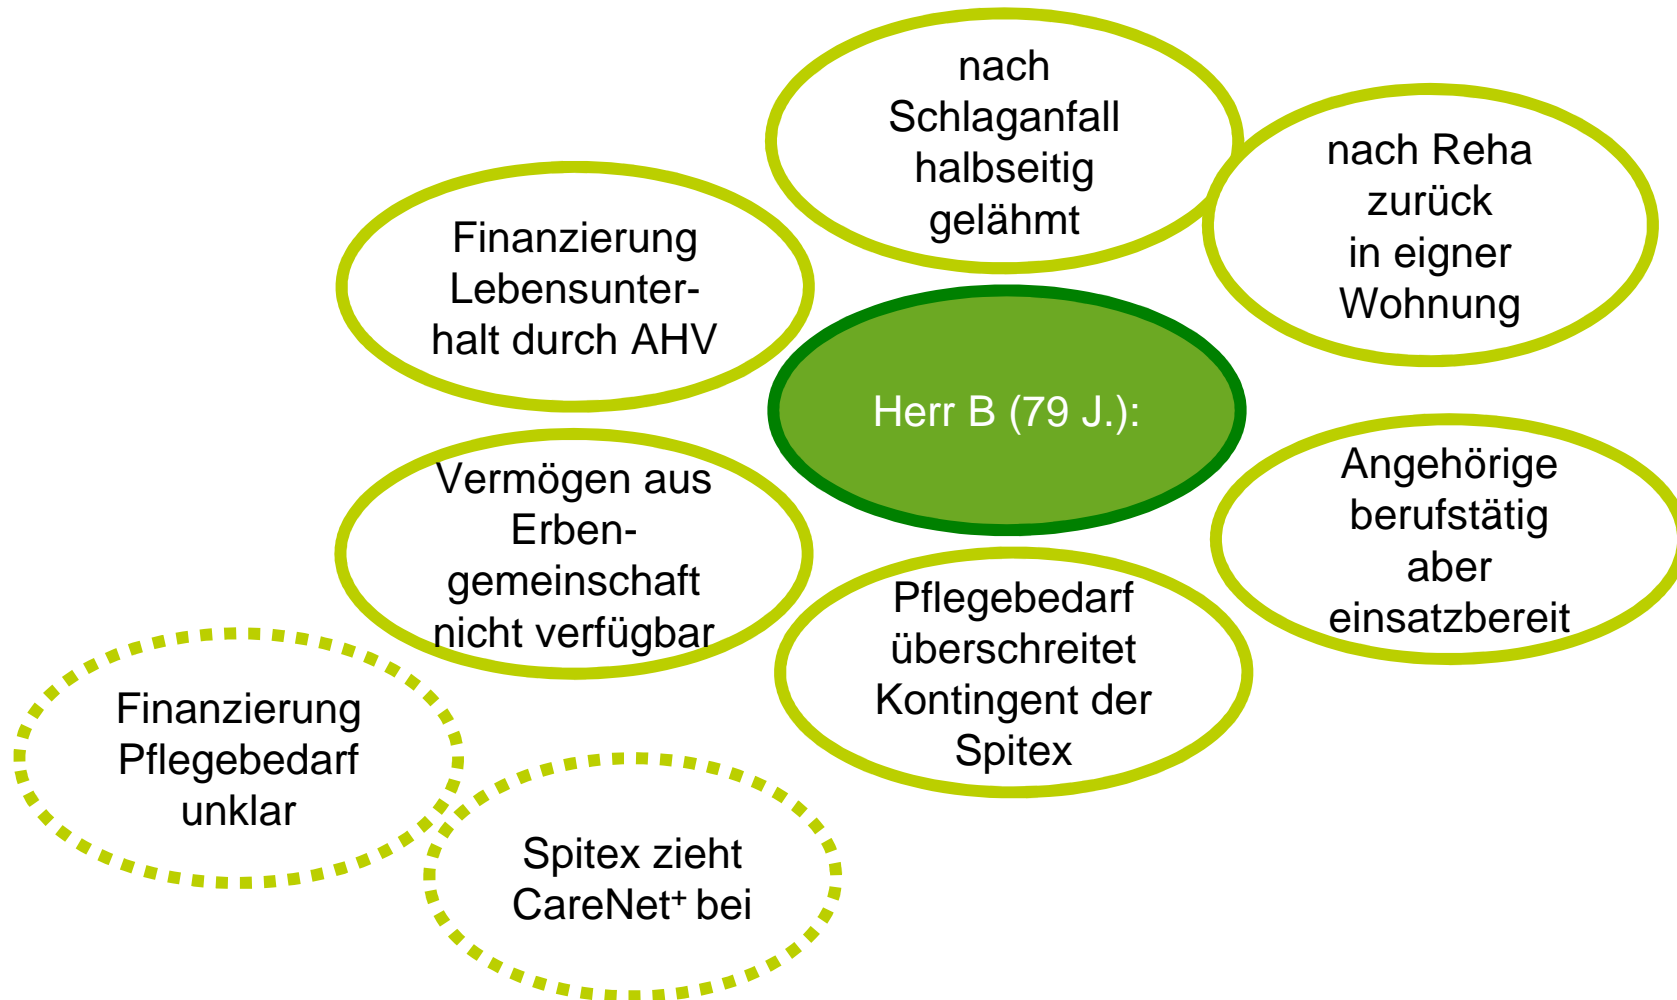 nach
Schlaganfall
halbseitig
gelähmt
nach Reha
zurück
in eigner
Wohnung
Finanzierung
Lebensunter-
halt durch AHV
Herr B (79 J.):
Vermögen aus
Erben-
gemeinschaft
nicht verfügbar
Angehörige
berufstätig
aber
einsatzbereit
Pflegebedarf
überschreitet
Kontingent der
Spitex
Finanzierung
Pflegebedarf
unklar
Spitex zieht
CareNet⁺ bei